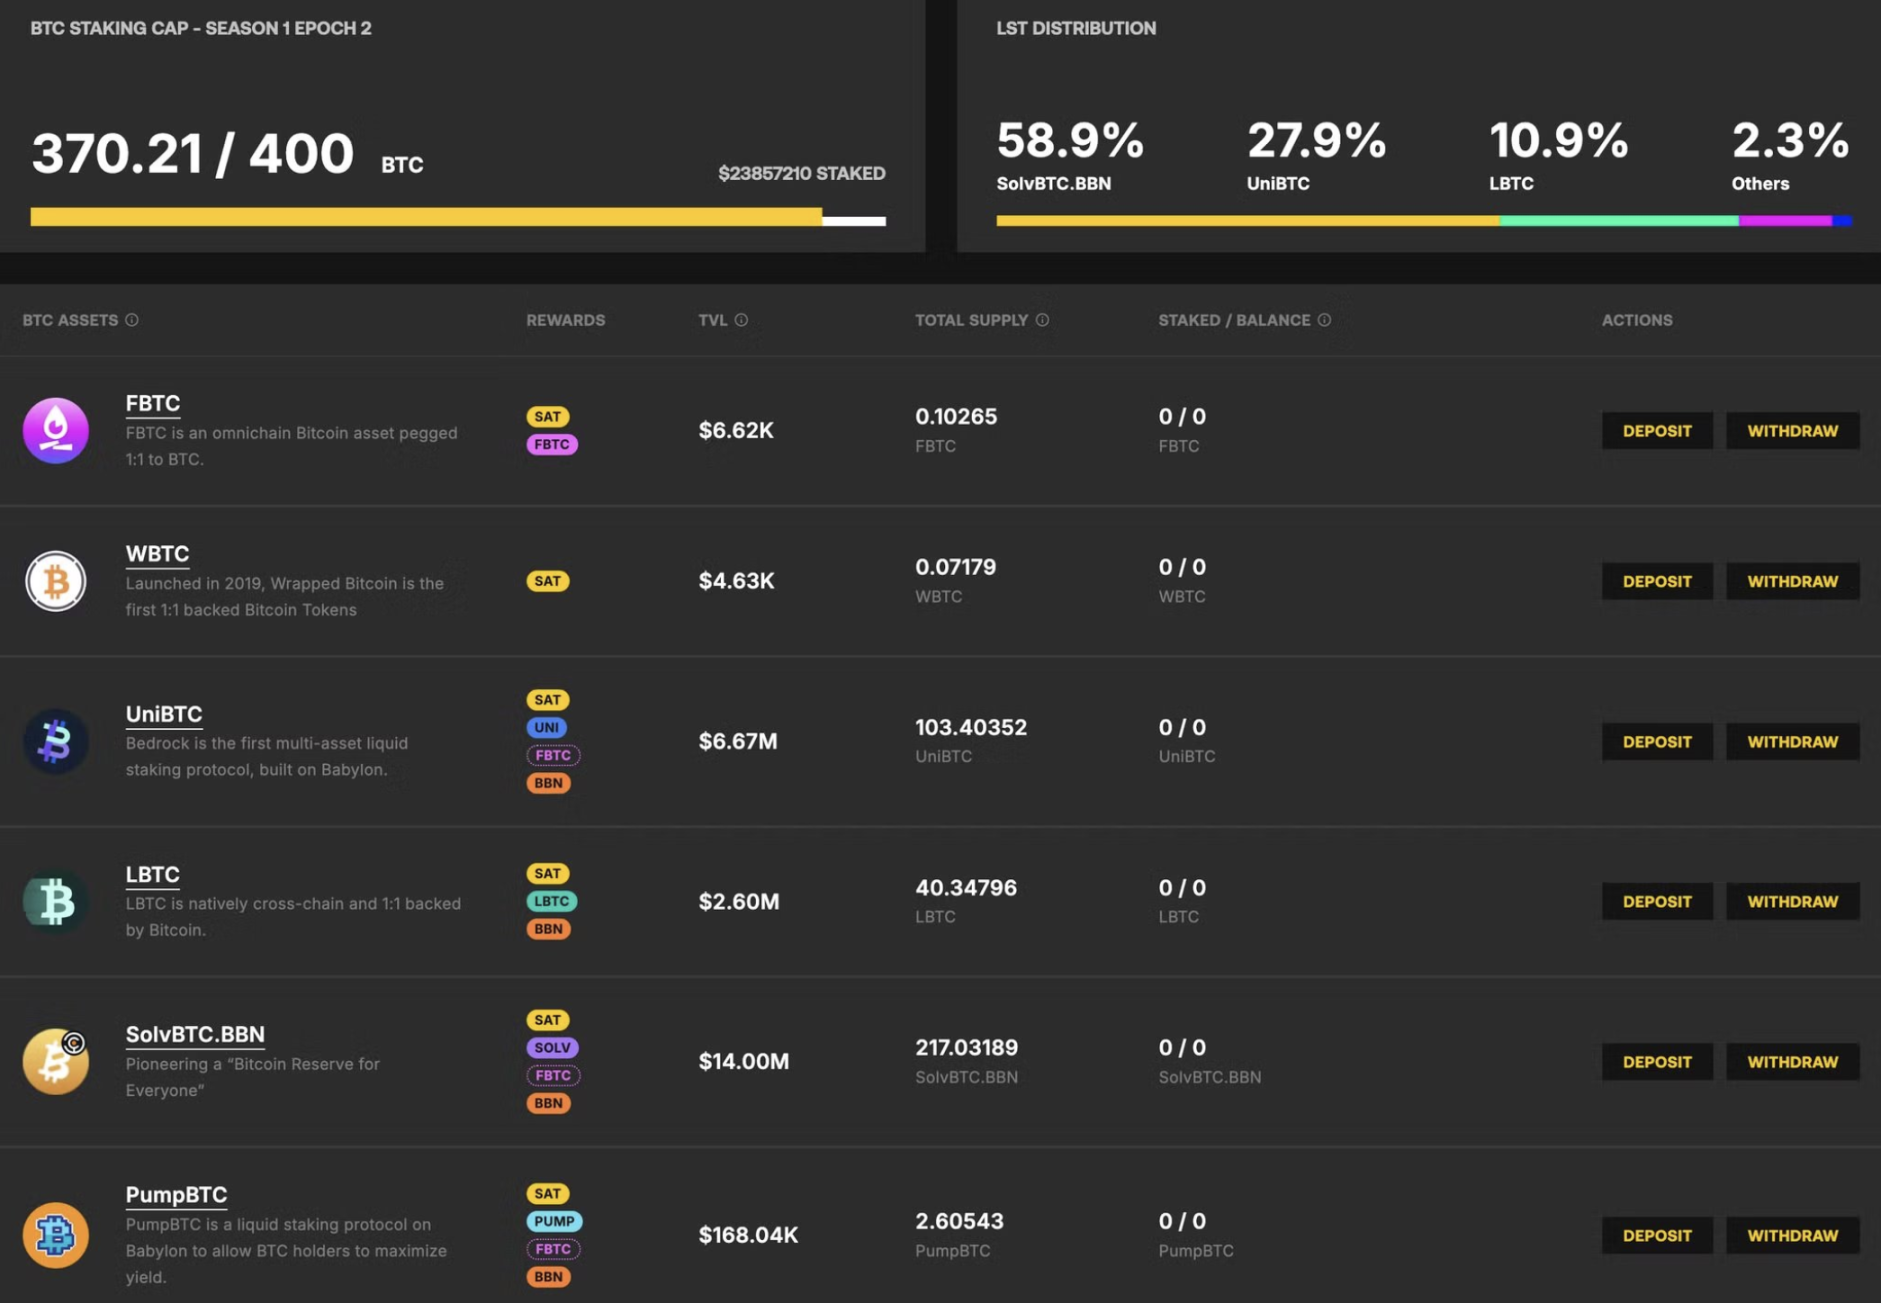 BTC STAKING CAP - SEASON 1 EPOCH 2
370.21 / 400 BTC
$23857210 STAKED
LST DISTRIBUTION
58.9% 27.9% 10.9% 2.3%
SolvBTC.BBN UniBTC LBTC Others
BTC ASSETS REWARDS TVL TOTAL SUPPLY STAKED / BALANCE ACTIONS
FBTC
FBTC is an omnichain Bitcoin asset pegged
1:1 to BTC.
SAT
FBTC
$6.62K
0.10265
FBTC
0 / 0
FBTC
DEPOSIT WITHDRAW
WBTC
Launched in 2019, Wrapped Bitcoin is the
first 1:1 backed Bitcoin Tokens
SAT
$4.63K
0.07179
WBTC
0 / 0
WBTC
DEPOSIT WITHDRAW
UniBTC
Bedrock is the first multi-asset liquid
staking protocol, built on Babylon.
SAT
UNI
FBTC
BBN
$6.67M
103.40352
UniBTC
0 / 0
UniBTC
DEPOSIT WITHDRAW
LBTC
LBTC is natively cross-chain and 1:1 backed
by Bitcoin.
SAT
LBTC
BBN
$2.60M
40.34796
LBTC
0 / 0
LBTC
DEPOSIT WITHDRAW
SolvBTC.BBN
Pioneering a “Bitcoin Reserve for
Everyone”
SAT
SOLV
FBTC
BBN
$14.00M
217.03189
SolvBTC.BBN
0 / 0
SolvBTC.BBN
DEPOSIT WITHDRAW
PumpBTC
PumpBTC is a liquid staking protocol on
Babylon to allow BTC holders to maximize
yield.
SAT
PUMP
FBTC
BBN
$168.04K
2.60543
PumpBTC
0 / 0
PumpBTC
DEPOSIT WITHDRAW